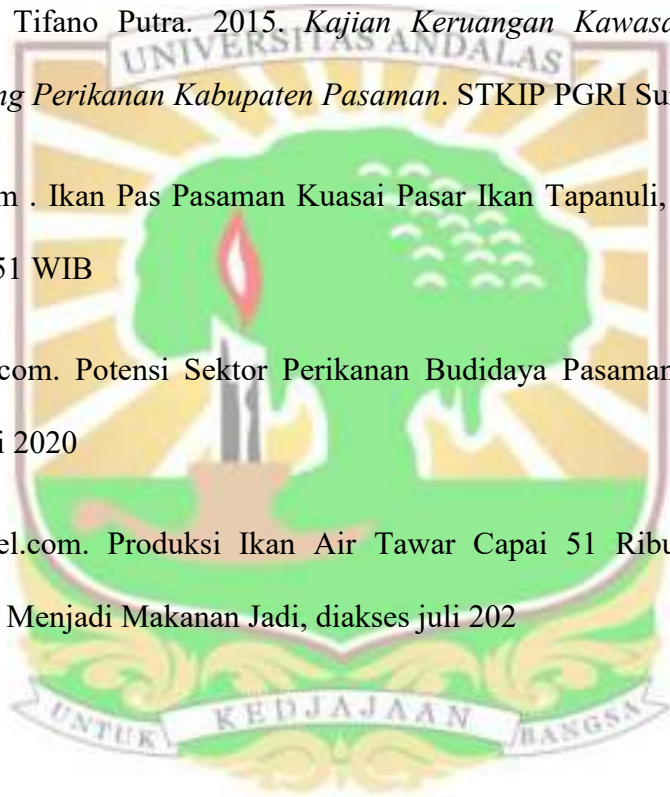 Tifano Putra. 2015. Kajian Keruangan Kawasa
UNIVERSITAS ANDALAS
ng Perikanan Kabupaten Pasaman. STKIP PGRI Su
m . Ikan Pas Pasaman Kuasai Pasar Ikan Tapanuli,
51 WIB
com. Potensi Sektor Perikanan Budidaya Pasaman
i 2020
el.com. Produksi Ikan Air Tawar Capai 51 Ribu
Menjadi Makanan Jadi, diakses juli 202
UNTUK KEDJAJAAN BANGSA